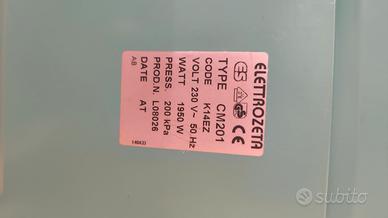 ELETTROZETA
CE
TYPE CM201
CODE K14EZ
VOLT 230 V~ 50 Hz
WATT 1950 W
PRESS. 200 kPa
PROD.N. L08026
DATE AT
AB
subito